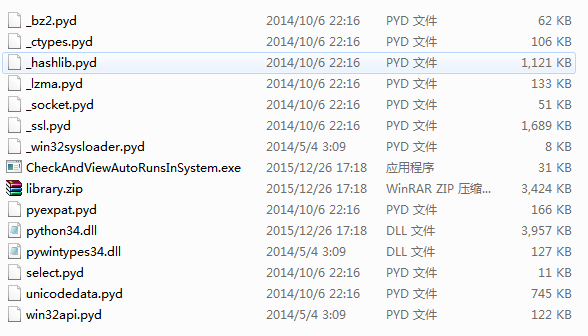 _bz2.pyd 2014/10/6 22:16 PYD 文件 62 KB
_ctypes.pyd 2014/10/6 22:16 PYD 文件 106 KB
_hashlib.pyd 2014/10/6 22:16 PYD 文件 1,121 KB
_lzma.pyd 2014/10/6 22:16 PYD 文件 133 KB
_socket.pyd 2014/10/6 22:16 PYD 文件 51 KB
_ssl.pyd 2014/10/6 22:16 PYD 文件 1,689 KB
_win32sysloader.pyd 2014/5/4 3:09 PYD 文件 8 KB
CheckAndViewAutoRunsInSystem.exe 2015/12/26 17:18 应用程序 31 KB
library.zip 2015/12/26 17:18 WinRAR ZIP 压缩... 3,424 KB
pyexpat.pyd 2014/10/6 22:16 PYD 文件 166 KB
python34.dll 2015/12/26 17:18 DLL 文件 3,957 KB
pywintypes34.dll 2014/5/4 3:09 DLL 文件 127 KB
select.pyd 2014/10/6 22:16 PYD 文件 11 KB
unicodedata.pyd 2014/10/6 22:16 PYD 文件 745 KB
win32api.pyd 2014/5/4 3:09 PYD 文件 122 KB